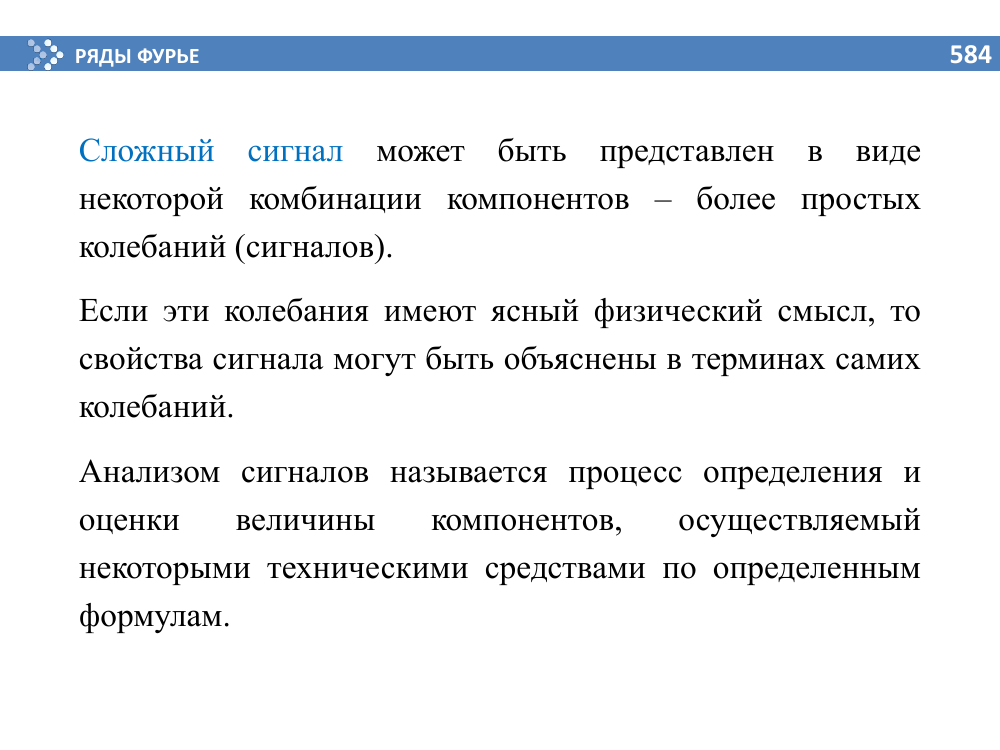 РЯДЫ ФУРЬЕ
584
Сложный сигнал может быть представлен в виде
некоторой комбинации компонентов – более простых
колебаний (сигналов).
Если эти колебания имеют ясный физический смысл, то
свойства сигнала могут быть объяснены в терминах самих
колебаний.
Анализом сигналов называется процесс определения и
оценки величины компонентов, осуществляемый
некоторыми техническими средствами по определенным
формулам.